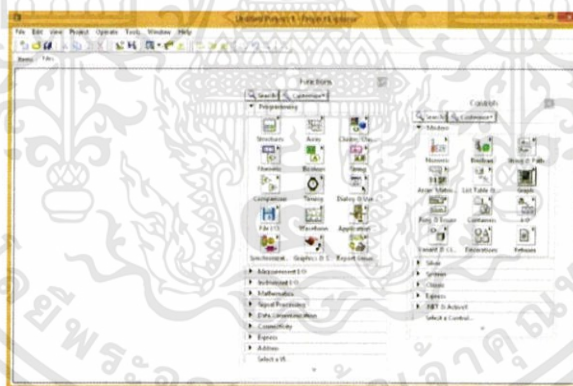 Untitled Project 1 - Project Explorer
File Edit View Project Operate Tools Window Help
Items Files
Functions
Search Customize
Programming
Structures Array Cluster, Cla...
Numeric Boolean String
Comparison Timing Dialog & Use...
File I/O Waveform Application
Synchronizat... Graphics & S... Report Gener...
Measurement I/O
Instrument I/O
Mathematics
Signal Processing
Data Communication
Connectivity
Express
Addons
Select a VI...
Controls
Search Customize
Modern
Numeric Boolean String & Path
Array, Matrix... List, Table & ... Graph
Ring & Enum Containers I/O
Variant & Cl... Decorations Refnum
Silver
System
Classic
Express
.NET & ActiveX
Select a Control...